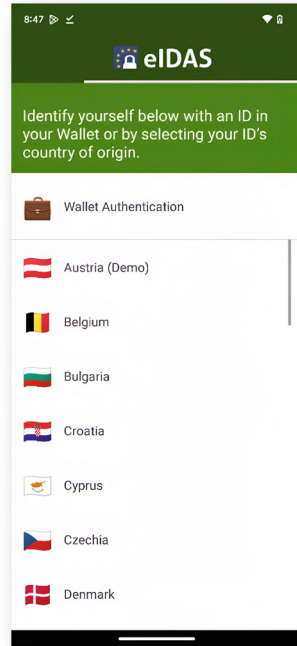 8:47
eIDAS
Identify yourself below with an ID in
your Wallet or by selecting your ID's
country of origin.
Wallet Authentication
Austria (Demo)
Belgium
Bulgaria
Croatia
Cyprus
Czechia
Denmark